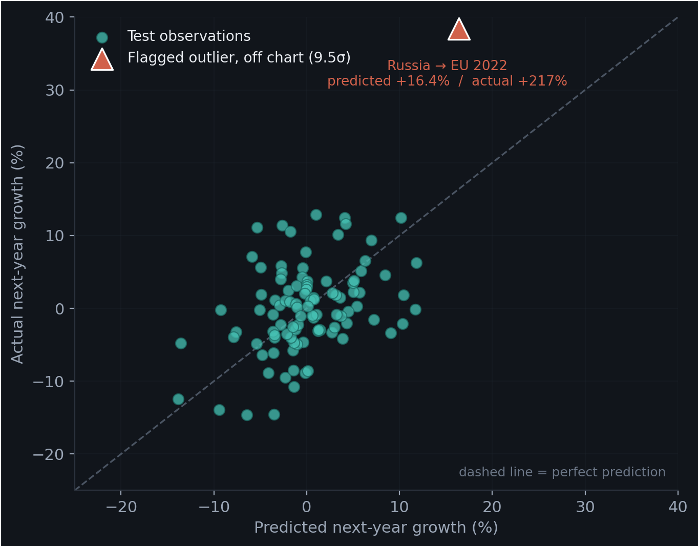 40
30
20
10
0
−10
−20
Actual next-year growth (%)
Test observations
Flagged outlier, off chart (9.5σ)
Russia → EU 2022
predicted +16.4% / actual +217%
dashed line = perfect prediction
−20 −10 0 10 20 30 40
Predicted next-year growth (%)